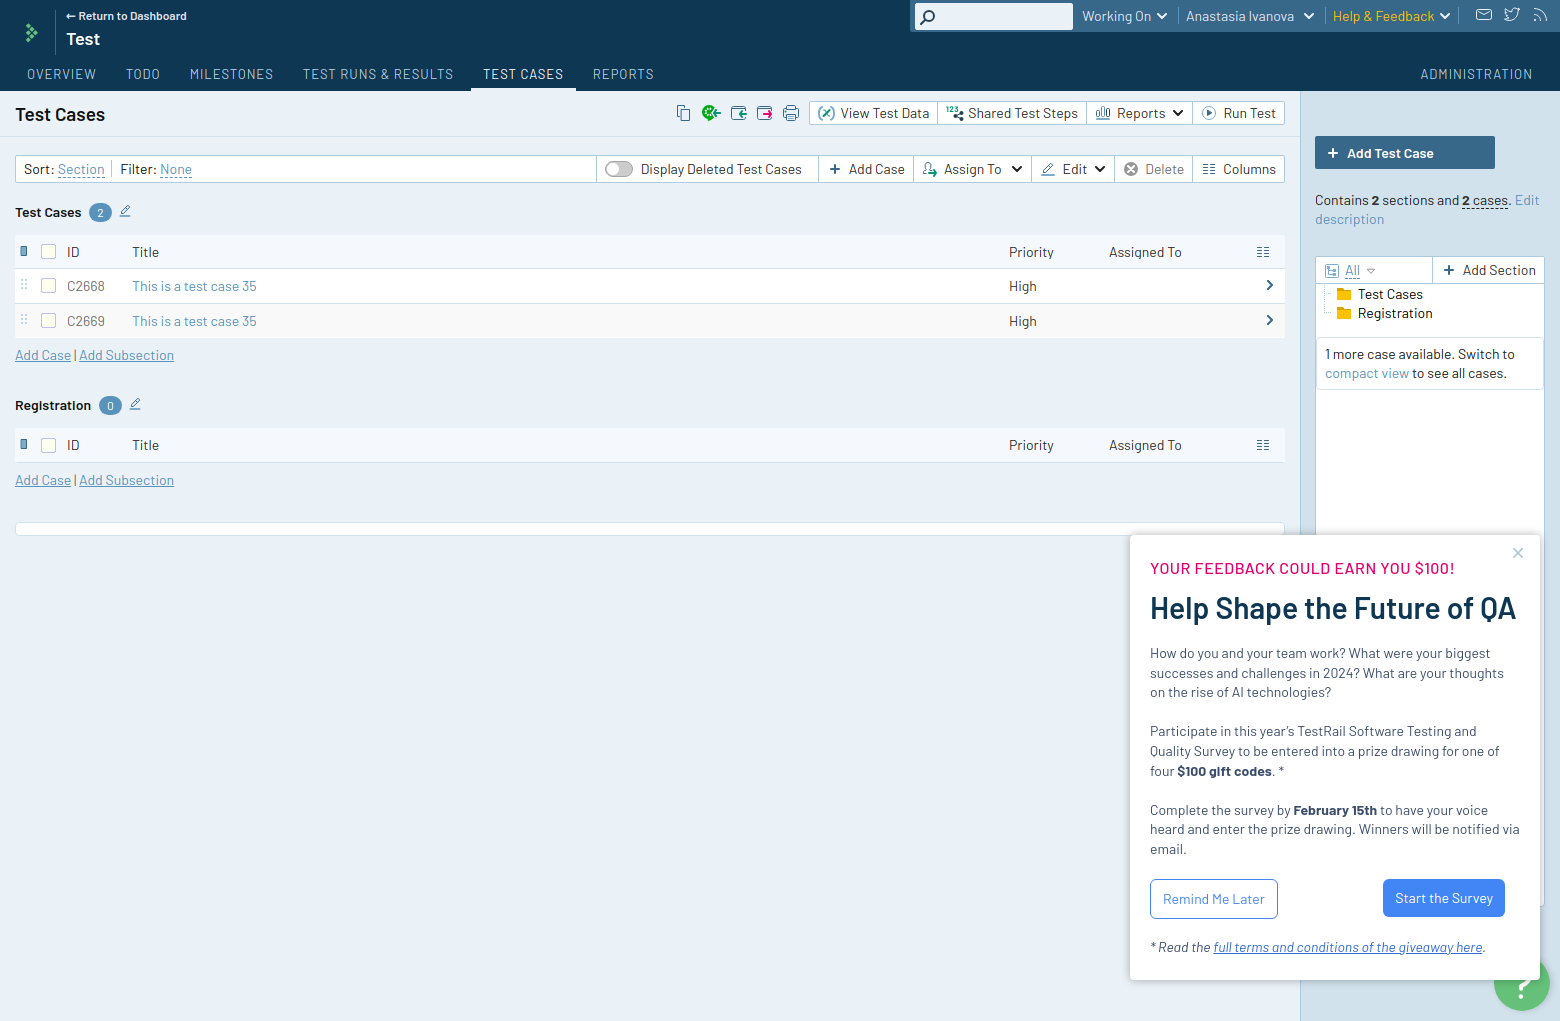 ← Return to Dashboard
Test
Working On
Anastasia Ivanova
Help & Feedback
OVERVIEW
TODO
MILESTONES
TEST RUNS & RESULTS
TEST CASES
REPORTS
ADMINISTRATION
Test Cases
View Test Data
123
Shared Test Steps
Reports
Run Test
Sort: Section
Filter: None
Display Deleted Test Cases
+ Add Case
Assign To
Edit
Delete
Columns
Test Cases 2
ID Title Priority Assigned To
C2668 This is a test case 35 High
C2669 This is a test case 35 High
Add Case | Add Subsection
Registration 0
ID Title Priority Assigned To
Add Case | Add Subsection
+ Add Test Case
Contains 2 sections and 2 cases. Edit
description
All
+ Add Section
Test Cases
Registration
1 more case available. Switch to
compact view to see all cases.
YOUR FEEDBACK COULD EARN YOU $100!
Help Shape the Future of QA
How do you and your team work? What were your biggest
successes and challenges in 2024? What are your thoughts
on the rise of AI technologies?
Participate in this year's TestRail Software Testing and
Quality Survey to be entered into a prize drawing for one of
four $100 gift codes. *
Complete the survey by February 15th to have your voice
heard and enter the prize drawing. Winners will be notified via
email.
Remind Me Later
Start the Survey
* Read the full terms and conditions of the giveaway here.
?